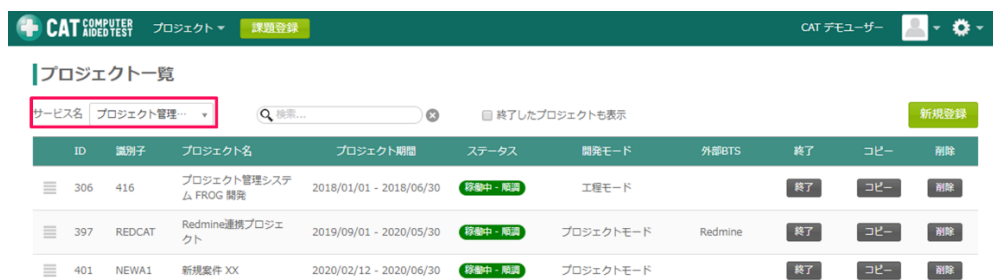 CAT COMPUTER AIDED TEST プロジェクト 課題登録 CAT デモユーザー
プロジェクト一覧
サービス名 プロジェクト管理… 検索... 終了したプロジェクトも表示 新規登録
ID 識別子 プロジェクト名 プロジェクト期間 ステータス 開発モード 外部BTS 終了 コピー 削除
306 416 プロジェクト管理システ 2018/01/01 - 2018/06/30 稼働中 - 順調 工程モード 終了 コピー 削除
ム FROG 開発
397 REDCAT Redmine連携プロジェ 2019/09/01 - 2020/05/30 稼働中 - 順調 プロジェクトモード Redmine 終了 コピー 削除
クト
401 NEWA1 新規案件 XX 2020/02/12 - 2020/06/30 稼働中 - 順調 プロジェクトモード 終了 コピー 削除